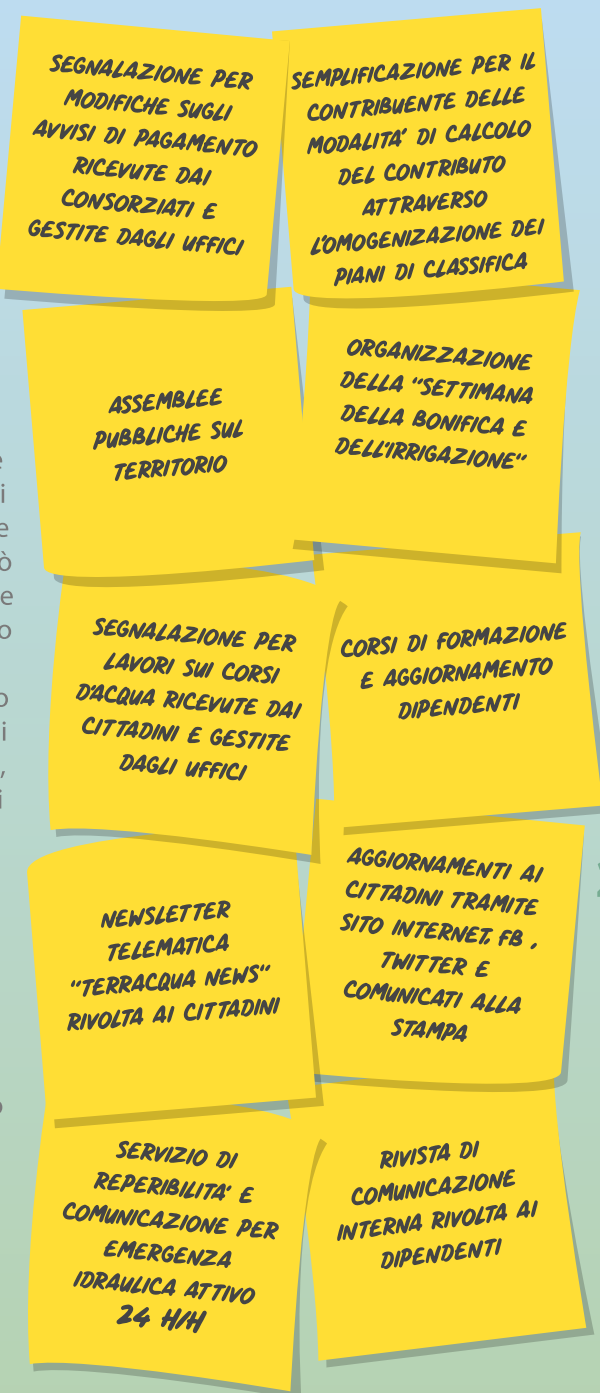 SEGNALAZIONE PER
MODIFICHE SUGLI
AVVISI DI PAGAMENTO
RICEVUTE DAI
CONSORZIATI E
GESTITE DAGLI UFFICI
SEMPLIFICAZIONE PER IL
CONTRIBUENTE DELLE
MODALITA' DI CALCOLO
DEL CONTRIBUTO
ATTRAVERSO
L'OMOGENIZAZIONE DEI
PIANI DI CLASSIFICA
ASSEMBLEE
PUBBLICHE SUL
TERRITORIO
ORGANIZZAZIONE
DELLA "SETTIMANA
DELLA BONIFICA E
DELL'IRRIGAZIONE"
SEGNALAZIONE PER
LAVORI SUI CORSI
D'ACQUA RICEVUTE DAI
CITTADINI E GESTITE
DAGLI UFFICI
CORSI DI FORMAZIONE
E AGGIORNAMENTO
DIPENDENTI
NEWSLETTER
TELEMATICA
"TERRACQUA NEWS"
RIVOLTA AI CITTADINI
AGGIORNAMENTI AI
CITTADINI TRAMITE
SITO INTERNET, FB ,
TWITTER E
COMUNICATI ALLA
STAMPA
SERVIZIO DI
REPERIBILITA' E
COMUNICAZIONE PER
EMERGENZA
IDRAULICA ATTIVO
24 H/H
RIVISTA DI
COMUNICAZIONE
INTERNA RIVOLTA AI
DIPENDENTI